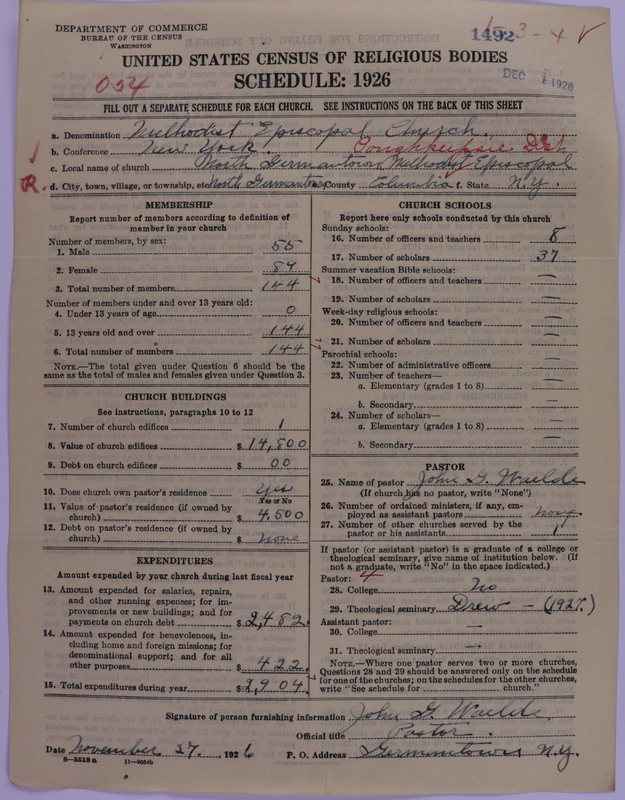 DEPARTMENT OF COMMERCE
BUREAU OF THE CENSUS
WASHINGTON
1492
1-3-4 V
UNITED STATES CENSUS OF RELIGIOUS BODIES
DEC 1 1926
054
SCHEDULE: 1926
FILL OUT A SEPARATE SCHEDULE FOR EACH CHURCH. SEE INSTRUCTIONS ON THE BACK OF THIS SHEET
a. Denomination Methodist Episcopal Church.
b. Conference New York. Poughkeepsie Dist
c. Local name of church North Germantown Methodist Episcopal
R. d. City, town, village, or township, etc. North Germantown County Columbia f. State N.Y.
MEMBERSHIP
Report number of members according to definition of
member in your church
Number of members, by sex:
1. Male 55
2. Female 89
3. Total number of members 144
Number of members under and over 13 years old:
4. Under 13 years of age 0
5. 13 years old and over 144
6. Total number of members 144
NOTE.—The total given under Question 6 should be
same as the total of males and females given under Question 3.
CHURCH BUILDINGS
See instructions, paragraphs 10 to 12
7. Number of church edifices 1
8. Value of church edifices $ 14,500
9. Debt on church edifices $ 00
10. Does church own pastor's residence Yes
Yes or No
11. Value of pastor's residence (if owned by
church) $ 4,500
12. Debt on pastor's residence (if owned by
church) $ None
EXPENDITURES
Amount expended by your church during last fiscal year
13. Amount expended for salaries, repairs,
and other running expenses; for im-
provements or new buildings; and for
payments on church debt $ 2,482
14. Amount expended for benevolences, in-
cluding home and foreign missions; for
denominational support; and for all
other purposes $ 422
15. Total expenditures during year $ 2,904
CHURCH SCHOOLS
Report here only schools conducted by this church
Sunday schools:
16. Number of officers and teachers 8
17. Number of scholars 37
Summer vacation Bible schools:
18. Number of officers and teachers —
19. Number of scholars —
Week-day religious schools:
20. Number of officers and teachers —
21. Number of scholars —
Parochial schools:
22. Number of administrative officers —
23. Number of teachers—
a. Elementary (grades 1 to 8) —
b. Secondary —
24. Number of scholars—
a. Elementary (grades 1 to 8) —
b. Secondary —
PASTOR
25. Name of pastor John G. Waelde
(If church has no pastor, write "None")
26. Number of ordained ministers, if any, em-
ployed as assistant pastors none
27. Number of other churches served by the
pastor or his assistants 1
If pastor (or assistant pastor) is a graduate of a college or
theological seminary, give name of institution below. (If
not a graduate, write "No" in the space indicated.)
Pastor: 4
28. College No
29. Theological seminary Drew — (1927.)
Assistant pastor:
30. College —
31. Theological seminary —
NOTE.—Where one pastor serves two or more churches,
Questions 28 and 29 should be answered only on the schedule
for one of the churches; on the schedules for the other churches,
write "See schedule for church."
Signature of person furnishing information John G. Waelde
Official title Pastor.
Date November 27, 1926 P. O. Address Germantown N.Y.
8—5518a 11—9054b